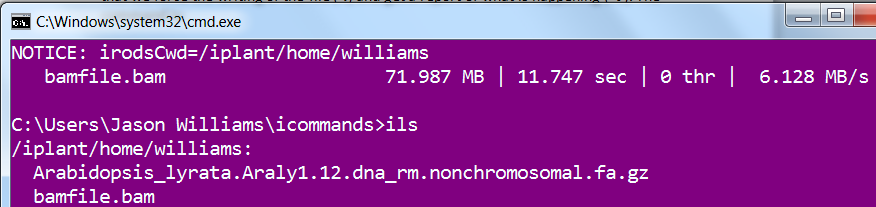 C:\Windows\system32\cmd.exe
NOTICE: irodsCwd=/iplant/home/williams
bamfile.bam 71.987 MB | 11.747 sec | 0 thr | 6.128 MB/s
C:\Users\Jason Williams\icommands>ils
/iplant/home/williams:
Arabidopsis_lyrata.Araly1.12.dna_rm.nonchromosomal.fa.gz
bamfile.bam